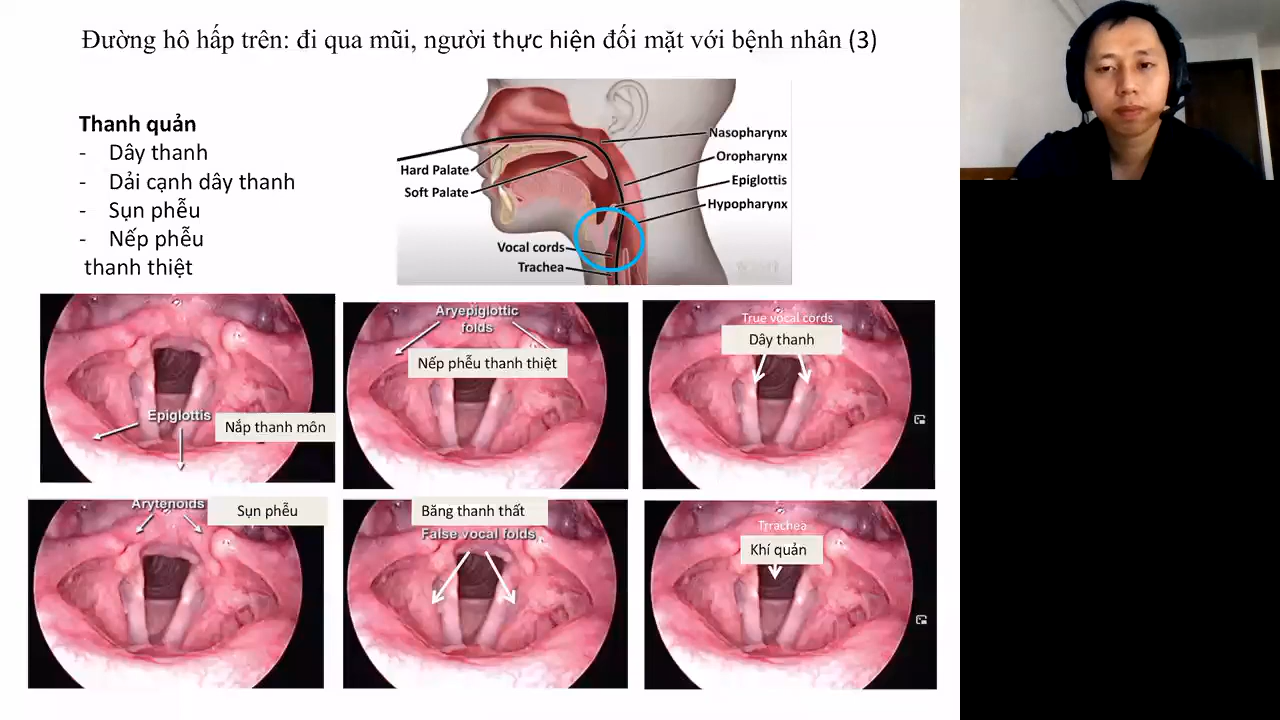 Đường hô hấp trên: đi qua mũi, người thực hiện đối mặt với bệnh nhân (3)
Thanh quản
- Dây thanh
- Dải cạnh dây thanh
- Sụn phễu
- Nếp phễu
thanh thiệt
Nasopharynx
Oropharynx
Hard Palate
Epiglottis
Soft Palate
Hypopharynx
Vocal cords
Trachea
Epiglottis
Nắp thanh môn
Aryepiglottic
folds
Nếp phễu thanh thiệt
True vocal cords
Dây thanh
Arytenoids
Sụn phễu
Băng thanh thất
False vocal folds
Trrachea
Khí quản